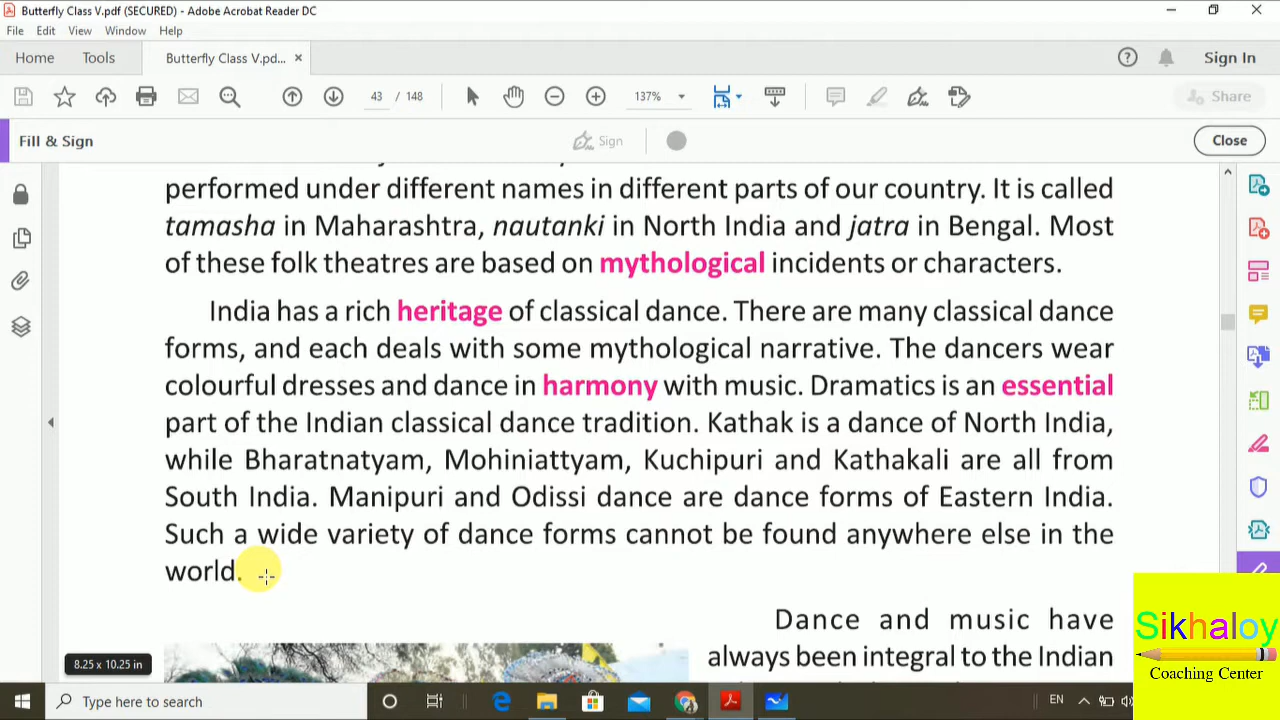 Butterfly Class V.pdf (SECURED) - Adobe Acrobat Reader DC
File Edit View Window Help
Home Tools Butterfly Class V.pd... × Sign In
43 / 148 137% Share
Fill & Sign Sign Close
performed under different names in different parts of our country. It is called
tamasha in Maharashtra, nautanki in North India and jatra in Bengal. Most
of these folk theatres are based on mythological incidents or characters.
India has a rich heritage of classical dance. There are many classical dance
forms, and each deals with some mythological narrative. The dancers wear
colourful dresses and dance in harmony with music. Dramatics is an essential
part of the Indian classical dance tradition. Kathak is a dance of North India,
while Bharatnatyam, Mohiniattyam, Kuchipuri and Kathakali are all from
South India. Manipuri and Odissi dance are dance forms of Eastern India.
Such a wide variety of dance forms cannot be found anywhere else in the
world.
Dance and music have
always been integral to the Indian
8.25 x 10.25 in
Sikhaloy
Coaching Center
Type here to search
EN